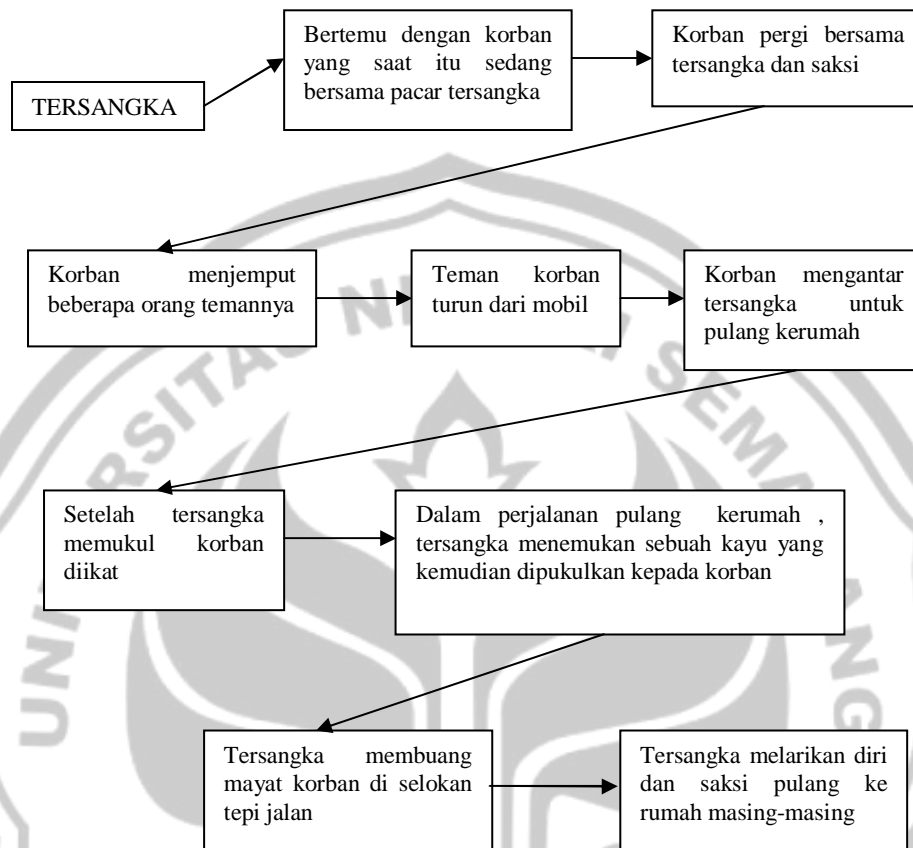 Bertemu dengan korban
yang saat itu sedang
bersama pacar tersangka
Korban pergi bersama
tersangka dan saksi
TERSANGKA
Korban menjemput
beberapa orang temannya
Teman korban
turun dari mobil
Korban mengantar
tersangka untuk
pulang kerumah
Setelah tersangka
memukul korban
diikat
Dalam perjalanan pulang kerumah ,
tersangka menemukan sebuah kayu yang
kemudian dipukulkan kepada korban
Tersangka membuang
mayat korban di selokan
tepi jalan
Tersangka melarikan diri
dan saksi pulang ke
rumah masing-masing